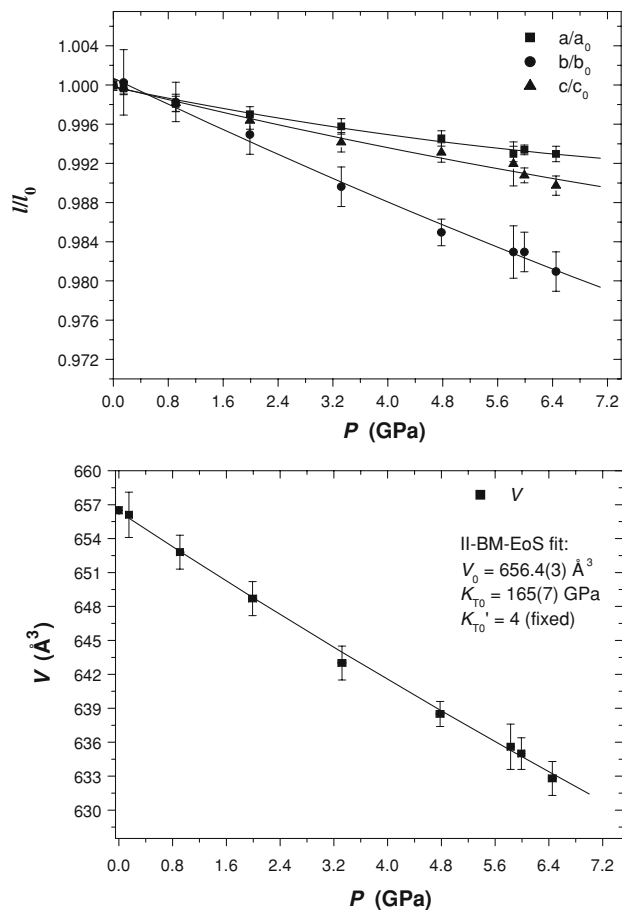 1.004
1.000
0.996
0.992
0.988
0.984
0.980
0.976
0.972
l/l₀
a/a₀
b/b₀
c/c₀
0.0 0.8 1.6 2.4 3.2 4.0 4.8 5.6 6.4 7.2
P (GPa)
660
657
654
651
648
645
642
639
636
633
630
V (Å³)
V
II-BM-EoS fit:
V₀ = 656.4(3) Å³
K_T0 = 165(7) GPa
K_T0' = 4 (fixed)
0.0 0.8 1.6 2.4 3.2 4.0 4.8 5.6 6.4 7.2
P (GPa)